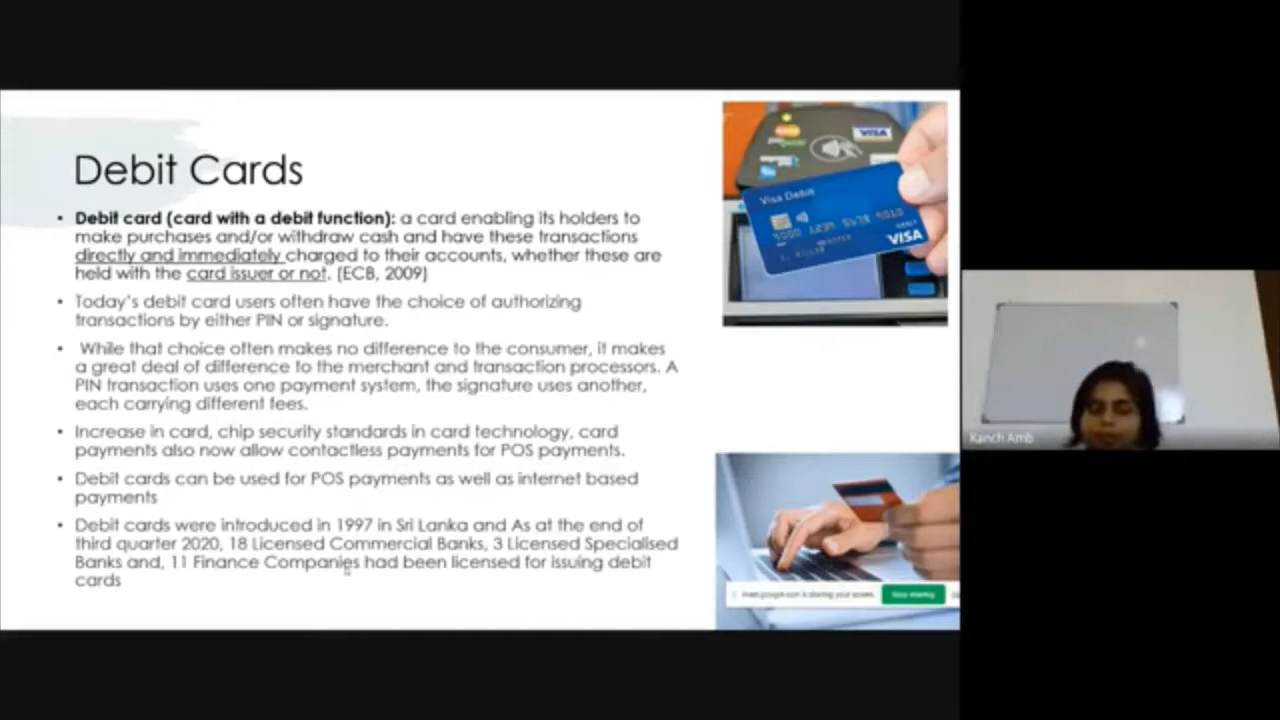 Debit Cards
• Debit card (card with a debit function): a card enabling its holders to
make purchases and/or withdraw cash and have these transactions
directly and immediately charged to their accounts, whether these are
held with the card issuer or not. (ECB, 2009)
• Today's debit card users often have the choice of authorizing
transactions by either PIN or signature.
• While that choice often makes no difference to the consumer, it makes
a great deal of difference to the merchant and transaction processors. A
PIN transaction uses one payment system, the signature uses another,
each carrying different fees.
• Increase in card, chip security standards in card technology, card
payments also now allow contactless payments for POS payments.
• Debit cards can be used for POS payments as well as internet based
payments
• Debit cards were introduced in 1997 in Sri Lanka and As at the end of
third quarter 2020, 18 Licensed Commercial Banks, 3 Licensed Specialised
Banks and, 11 Finance Companies had been licensed for issuing debit
cards
VISA
Visa Debit
VISA
meet.google.com is sharing your screen.
Stop sharing
Kanch Amb